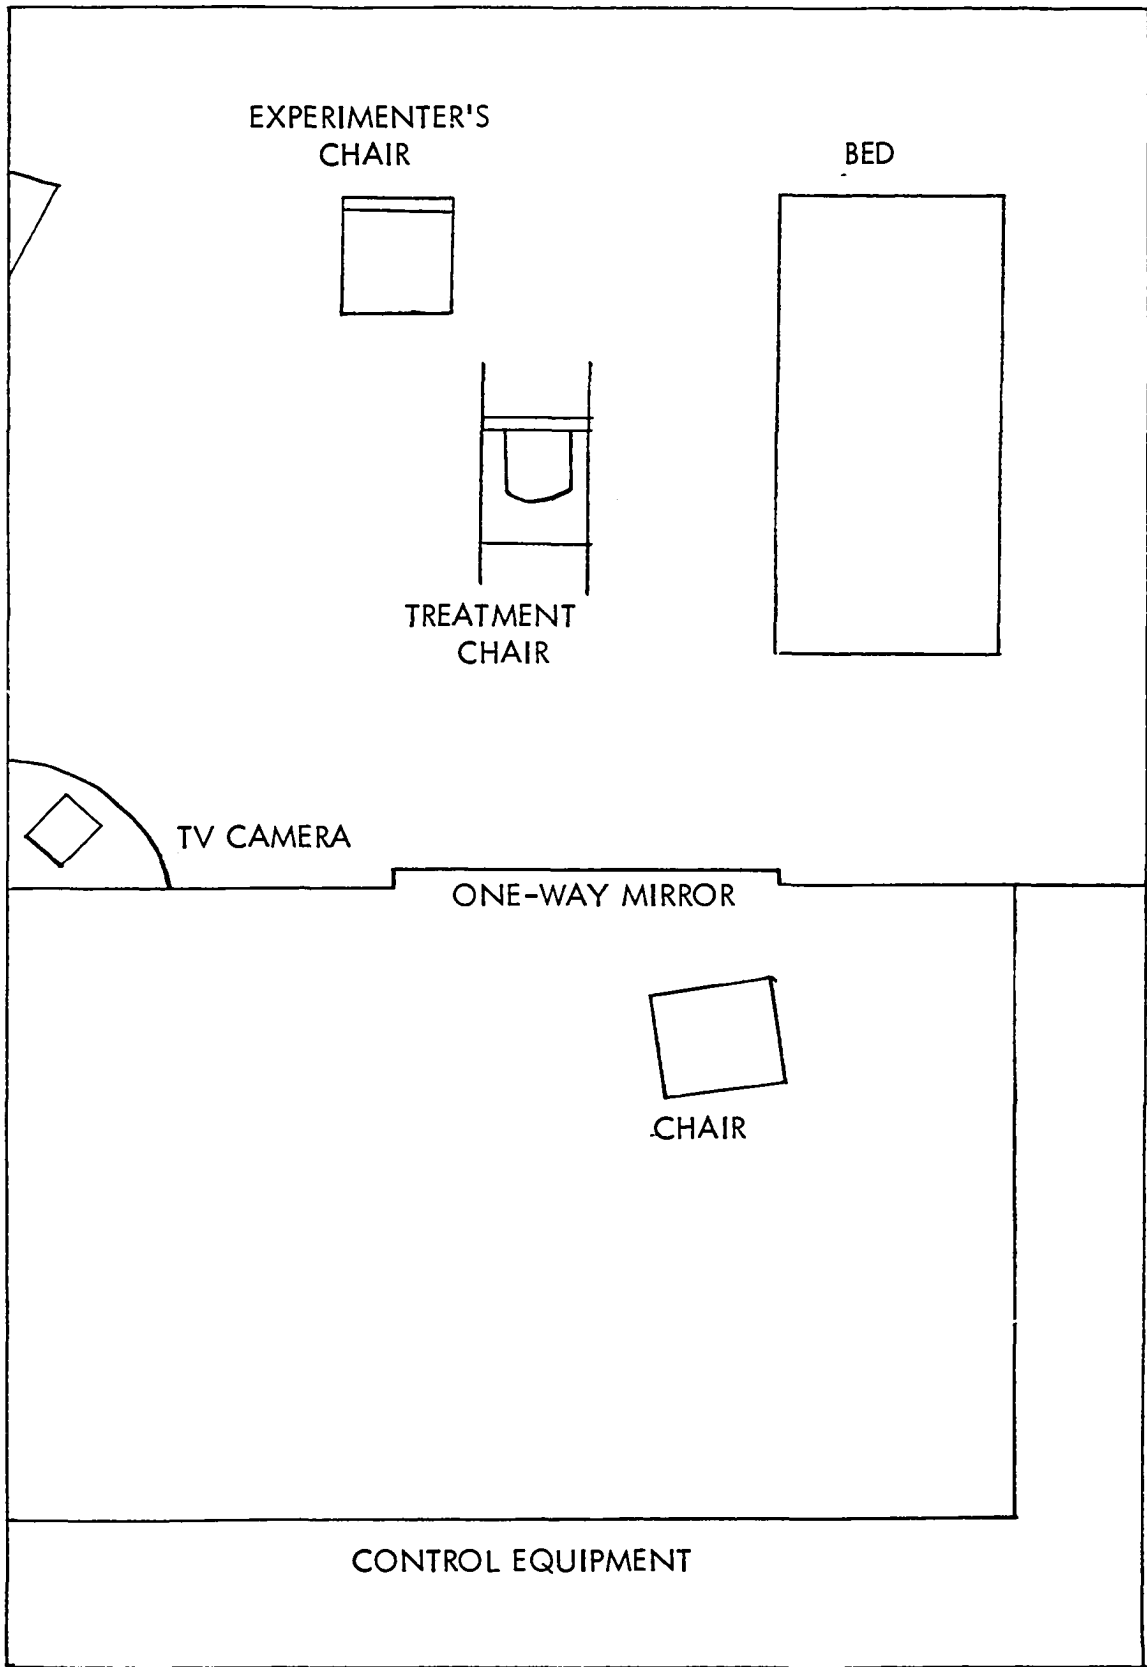 EXPERIMENTER'S
CHAIR
BED
TREATMENT
CHAIR
TV CAMERA
ONE-WAY MIRROR
CHAIR
CONTROL EQUIPMENT